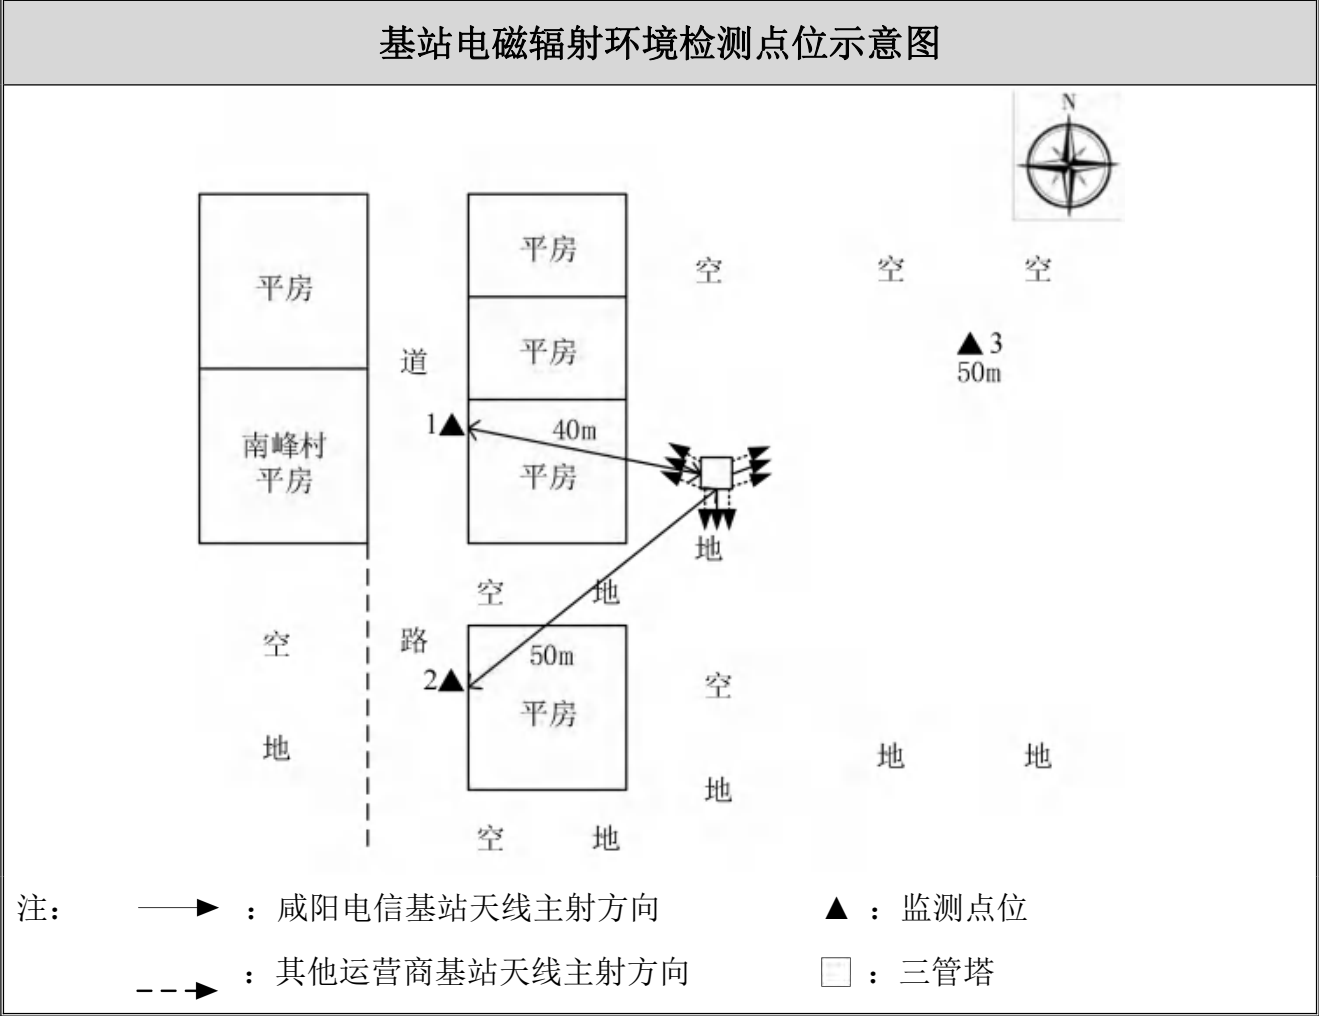 基站电磁辐射环境检测点位示意图
N
平房
平房
空
空
空
平房
道
▲3
50m
1▲
40m
南峰村
平房
平房
地
空
地
空
路
50m
2▲
空
平房
地
地
地
地
空
地
注：
：咸阳电信基站天线主射方向
▲：监测点位
：其他运营商基站天线主射方向
：三管塔